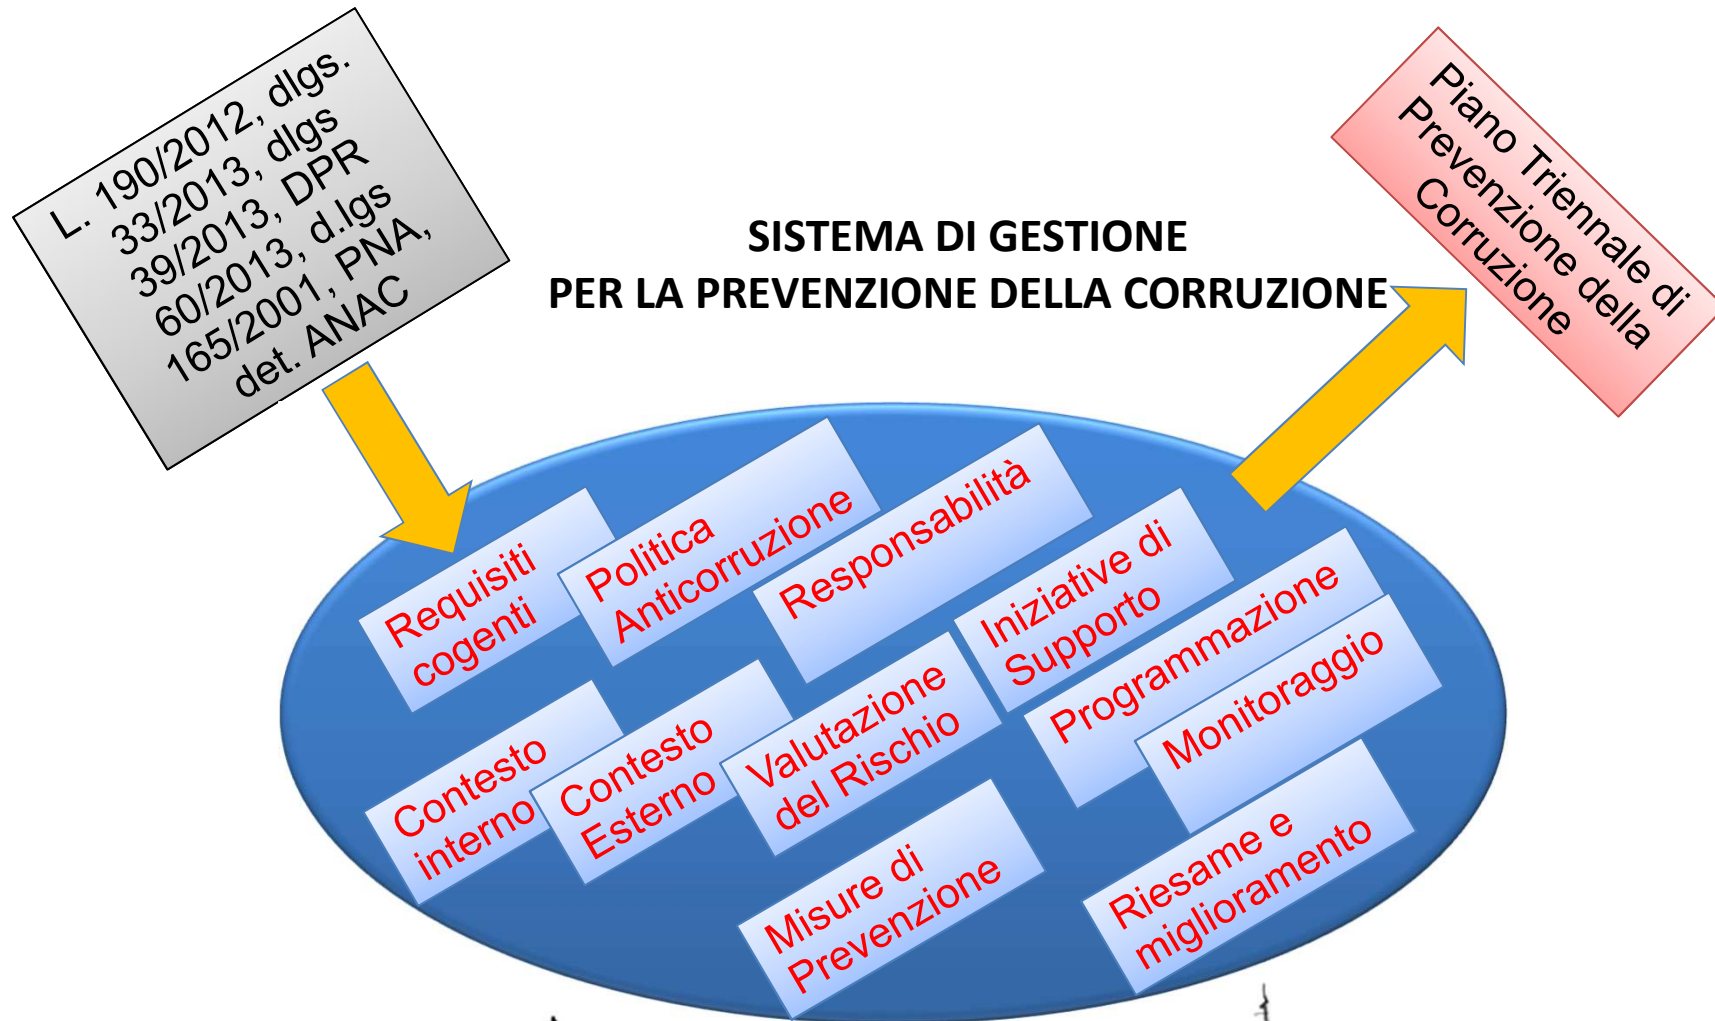 L. 190/2012, dlgs.
33/2013, dlgs
39/2013, DPR
60/2013, d.lgs
165/2001, PNA,
det. ANAC
Piano Triennale di
Prevenzione della
Corruzione
SISTEMA DI GESTIONE
PER LA PREVENZIONE DELLA CORRUZIONE
Requisiti
cogenti
Politica
Anticorruzione
Responsabilità
Iniziative di
Supporto
Programmazione
Monitoraggio
Contesto
interno
Contesto
Esterno
Valutazione
del Rischio
Misure di
Prevenzione
Riesame e
miglioramento